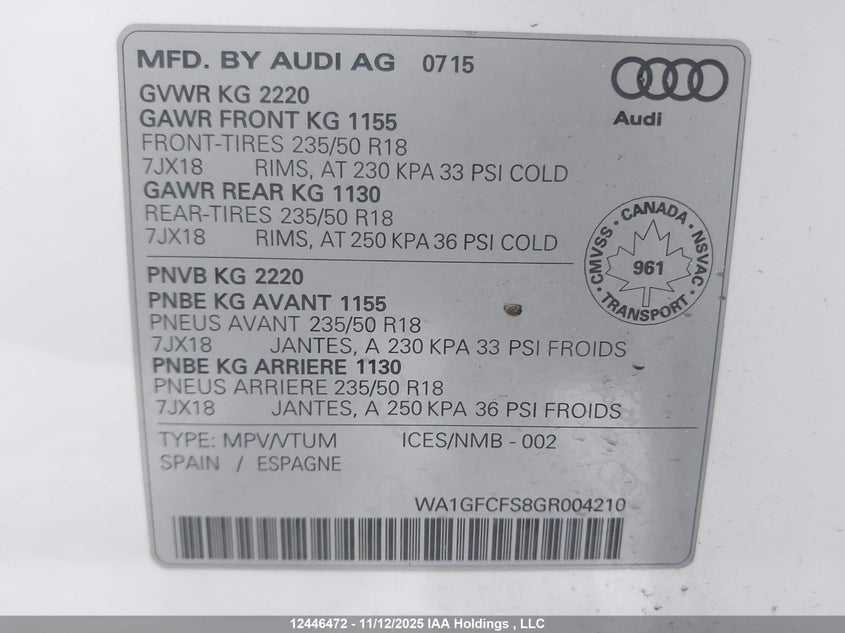 MFD. BY AUDI AG 0715
Audi
GVWR KG 2220
GAWR FRONT KG 1155
FRONT-TIRES 235/50 R18
7JX18 RIMS, AT 230 KPA 33 PSI COLD
GAWR REAR KG 1130
REAR-TIRES 235/50 R18
7JX18 RIMS, AT 250 KPA 36 PSI COLD
CMVSS · CANADA · NSVAC · TRANSPORT ·
961
PNVB KG 2220
PNBE KG AVANT 1155
PNEUS AVANT 235/50 R18
7JX18 JANTES, A 230 KPA 33 PSI FROIDS
PNBE KG ARRIERE 1130
PNEUS ARRIERE 235/50 R18
7JX18 JANTES, A 250 KPA 36 PSI FROIDS
TYPE: MPV/VTUM ICES/NMB - 002
SPAIN / ESPAGNE
WA1GFCFS8GR004210
12446472 - 11/12/2025 IAA Holdings , LLC